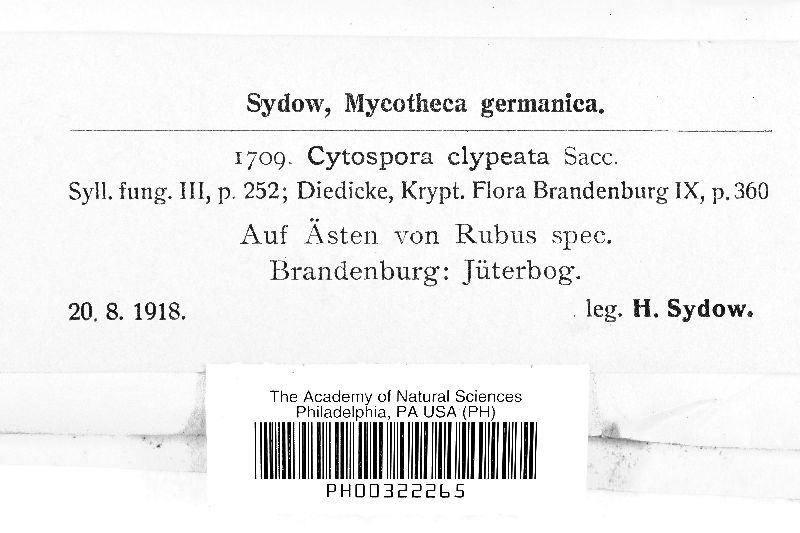 Sydow, Mycotheca germanica.
1709. Cytospora clypeata Sacc.
Syll. fung. III, p. 252; Diedicke, Krypt. Flora Brandenburg IX, p. 360
Auf Ästen von Rubus spec.
Brandenburg: Jüterbog.
20. 8. 1918. leg. H. Sydow.
The Academy of Natural Sciences
Philadelphia, PA USA (PH)
PH00322265